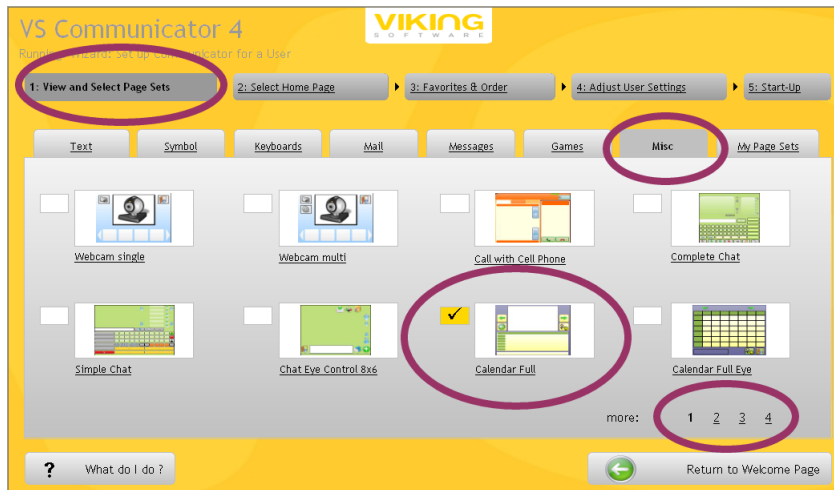 VS Communicator 4
VIKING
SOFTWARE
Running Wizard: Set up Communicator for a User
1: View and Select Page Sets
2: Select Home Page
3: Favorites & Order
4: Adjust User Settings
5: Start-Up
Text
Symbol
Keyboards
Mail
Messages
Games
Misc
My Page Sets
Webcam single
Webcam multi
Call with Cell Phone
Complete Chat
Simple Chat
Chat Eye Control 8x6
Calendar Full
Calendar Full Eye
more: 1 2 3 4
? What do I do ?
Return to Welcome Page